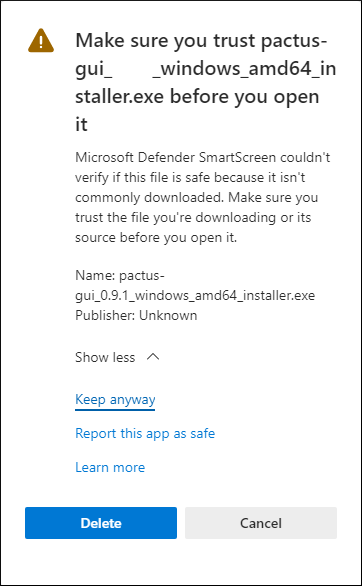 Make sure you trust pactus-
gui_ _windows_amd64_in
staller.exe before you open
it
Microsoft Defender SmartScreen couldn't
verify if this file is safe because it isn't
commonly downloaded. Make sure you
trust the file you're downloading or its
source before you open it.
Name: pactus-
gui_0.9.1_windows_amd64_installer.exe
Publisher: Unknown
Show less
Keep anyway
Report this app as safe
Learn more
Delete
Cancel